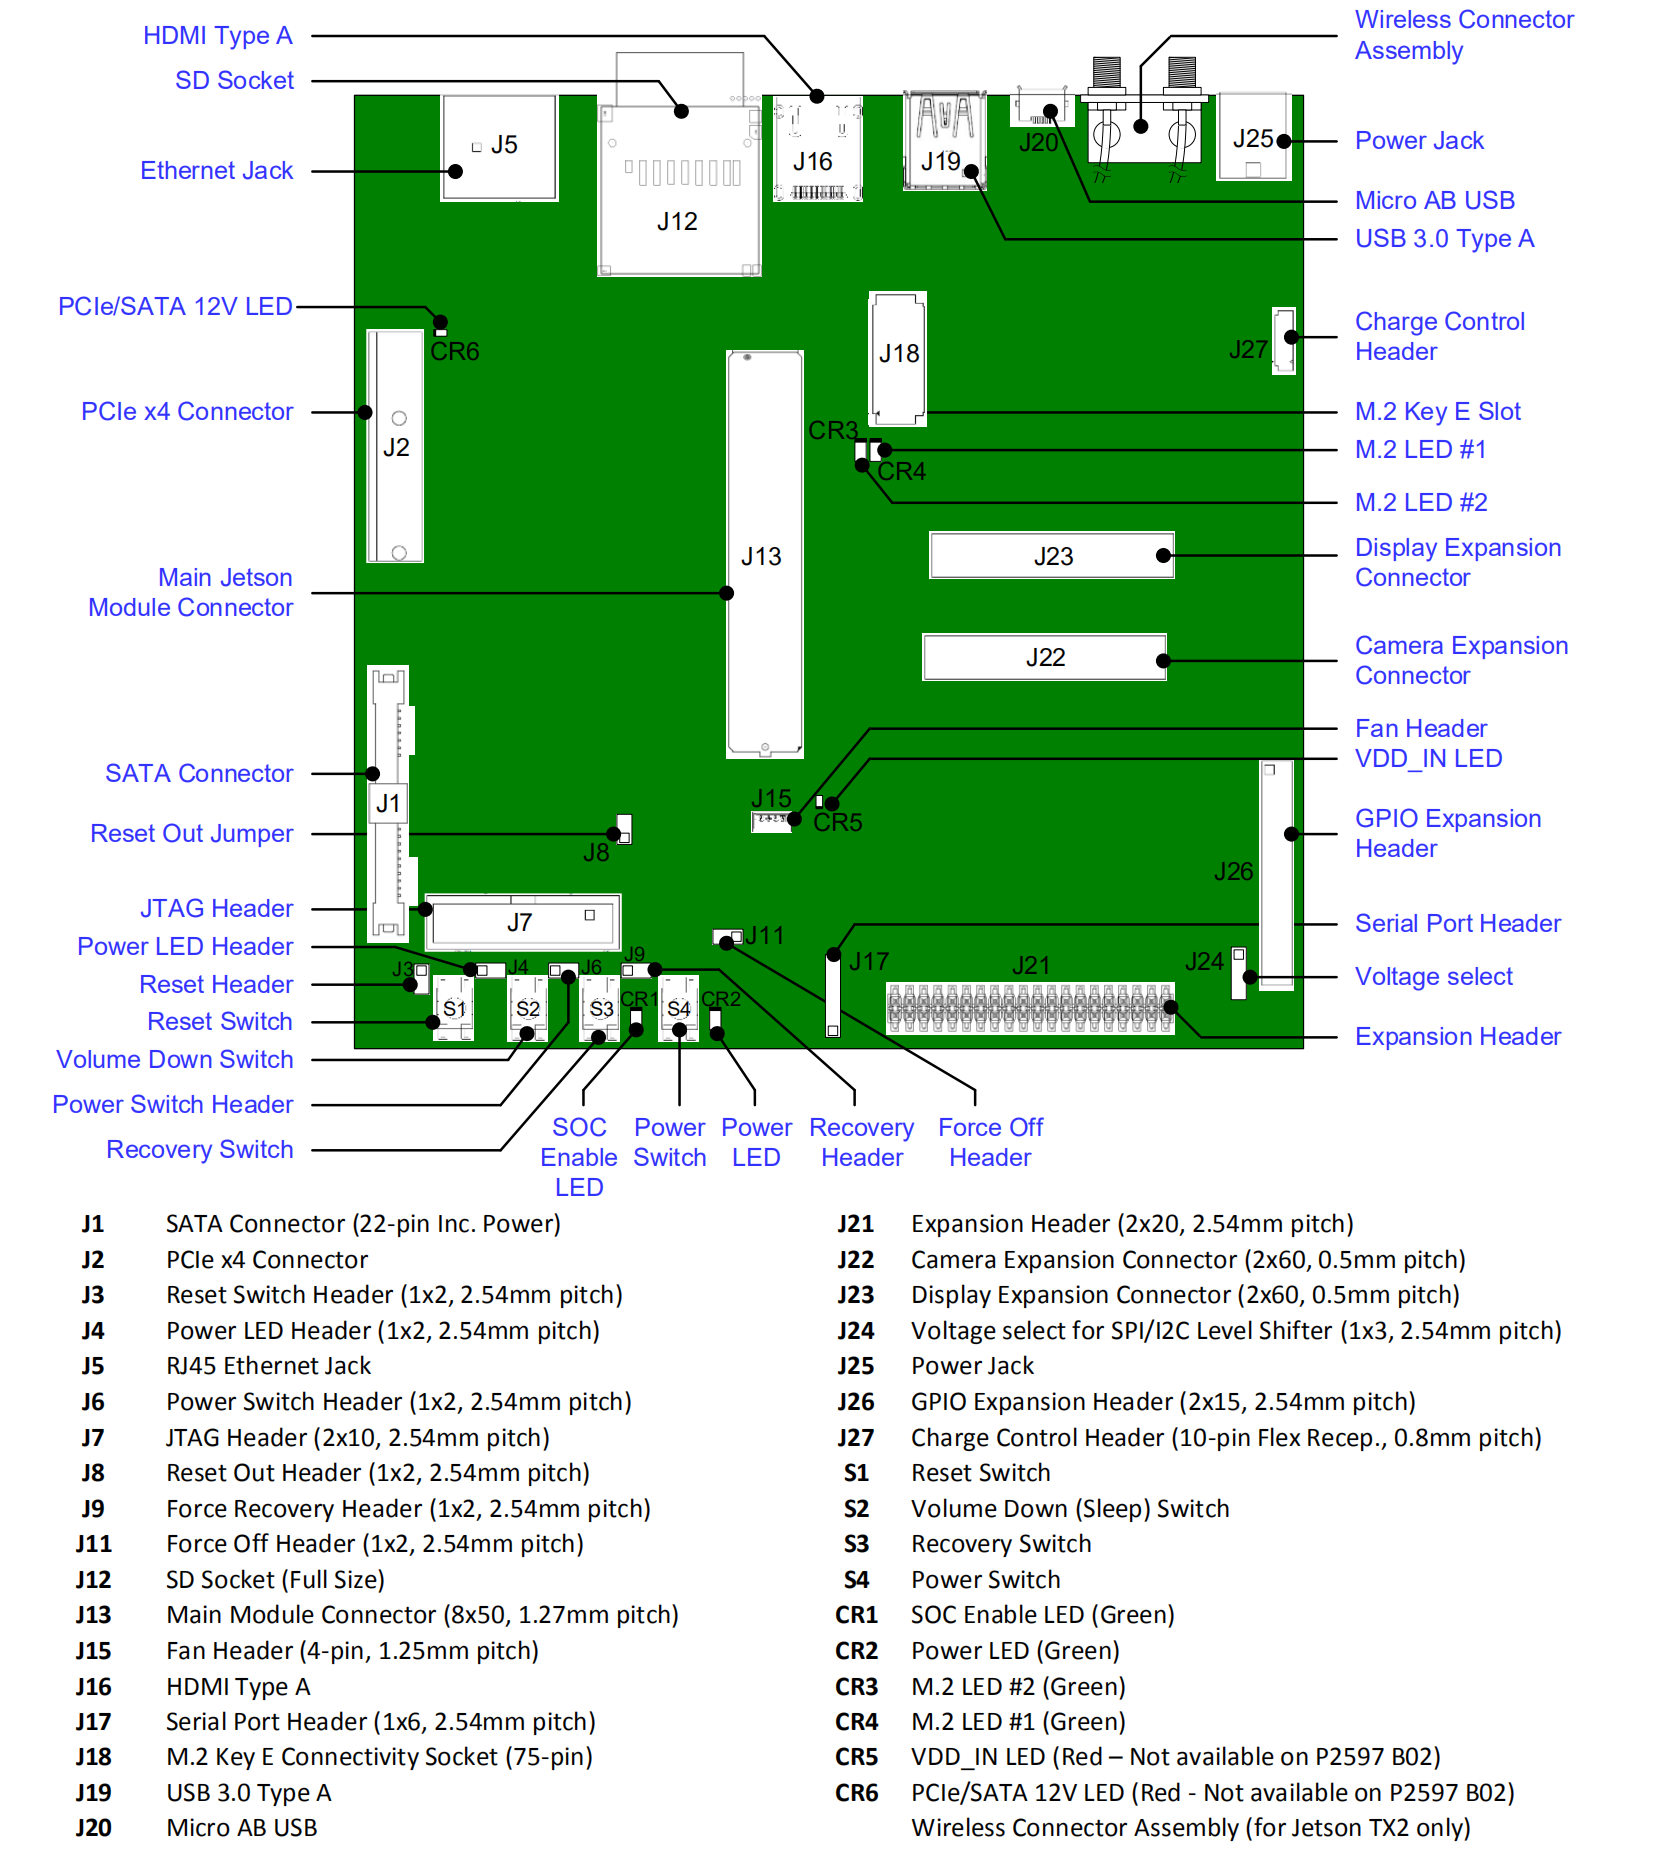 HDMI Type A
SD Socket
Ethernet Jack
PCIe/SATA 12V LED
PCIe x4 Connector
Main Jetson
Module Connector
SATA Connector
Reset Out Jumper
JTAG Header
Power LED Header
Reset Header
Reset Switch
Volume Down Switch
Power Switch Header
Recovery Switch
Wireless Connector
Assembly
Power Jack
Micro AB USB
USB 3.0 Type A
Charge Control
Header
M.2 Key E Slot
M.2 LED #1
M.2 LED #2
Display Expansion
Connector
Camera Expansion
Connector
Fan Header
VDD_IN LED
GPIO Expansion
Header
Serial Port Header
Voltage select
Expansion Header
J5
J12
J16
J19
J20
J25
CR6
J2
J18
J27
CR3
CR4
J13
J23
J22
J1
J15
CR5
J8
J26
J7
J11
J3
J4
J6
J9
J17
J21
J24
S1
S2
S3
CR1
S4
CR2
SOC
Enable
LED
Power
Switch
Power
LED
Recovery
Header
Force Off
Header
J1 SATA Connector (22-pin Inc. Power)
J2 PCIe x4 Connector
J3 Reset Switch Header (1x2, 2.54mm pitch)
J4 Power LED Header (1x2, 2.54mm pitch)
J5 RJ45 Ethernet Jack
J6 Power Switch Header (1x2, 2.54mm pitch)
J7 JTAG Header (2x10, 2.54mm pitch)
J8 Reset Out Header (1x2, 2.54mm pitch)
J9 Force Recovery Header (1x2, 2.54mm pitch)
J11 Force Off Header (1x2, 2.54mm pitch)
J12 SD Socket (Full Size)
J13 Main Module Connector (8x50, 1.27mm pitch)
J15 Fan Header (4-pin, 1.25mm pitch)
J16 HDMI Type A
J17 Serial Port Header (1x6, 2.54mm pitch)
J18 M.2 Key E Connectivity Socket (75-pin)
J19 USB 3.0 Type A
J20 Micro AB USB
J21 Expansion Header (2x20, 2.54mm pitch)
J22 Camera Expansion Connector (2x60, 0.5mm pitch)
J23 Display Expansion Connector (2x60, 0.5mm pitch)
J24 Voltage select for SPI/I2C Level Shifter (1x3, 2.54mm pitch)
J25 Power Jack
J26 GPIO Expansion Header (2x15, 2.54mm pitch)
J27 Charge Control Header (10-pin Flex Recep., 0.8mm pitch)
S1 Reset Switch
S2 Volume Down (Sleep) Switch
S3 Recovery Switch
S4 Power Switch
CR1 SOC Enable LED (Green)
CR2 Power LED (Green)
CR3 M.2 LED #2 (Green)
CR4 M.2 LED #1 (Green)
CR5 VDD_IN LED (Red – Not available on P2597 B02)
CR6 PCIe/SATA 12V LED (Red - Not available on P2597 B02)
Wireless Connector Assembly (for Jetson TX2 only)